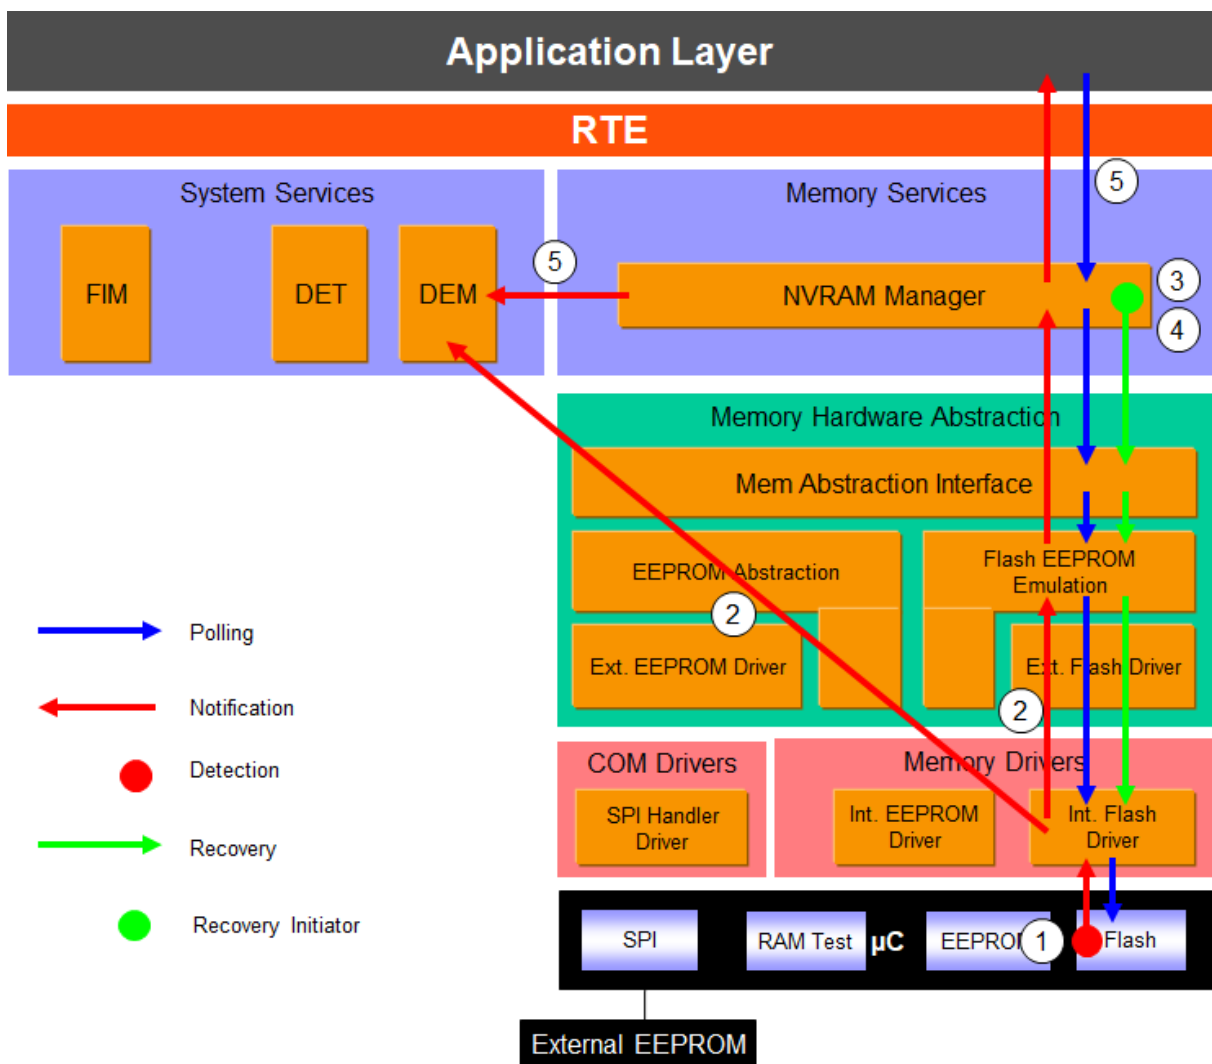 Application Layer
RTE
System Services
Memory Services
5
FIM
DET
DEM
5
NVRAM Manager
3
4
Memory Hardware Abstraction
Mem Abstraction Interface
EEPROM Abstraction
Flash EEPROM
Emulation
2
Ext. EEPROM Driver
Ext. Flash Driver
2
Polling
Notification
Detection
Recovery
Recovery Initiator
COM Drivers
Memory Drivers
SPI Handler
Driver
Int. EEPROM
Driver
Int. Flash
Driver
SPI
RAM Test
µC
EEPROM
1
Flash
External EEPROM